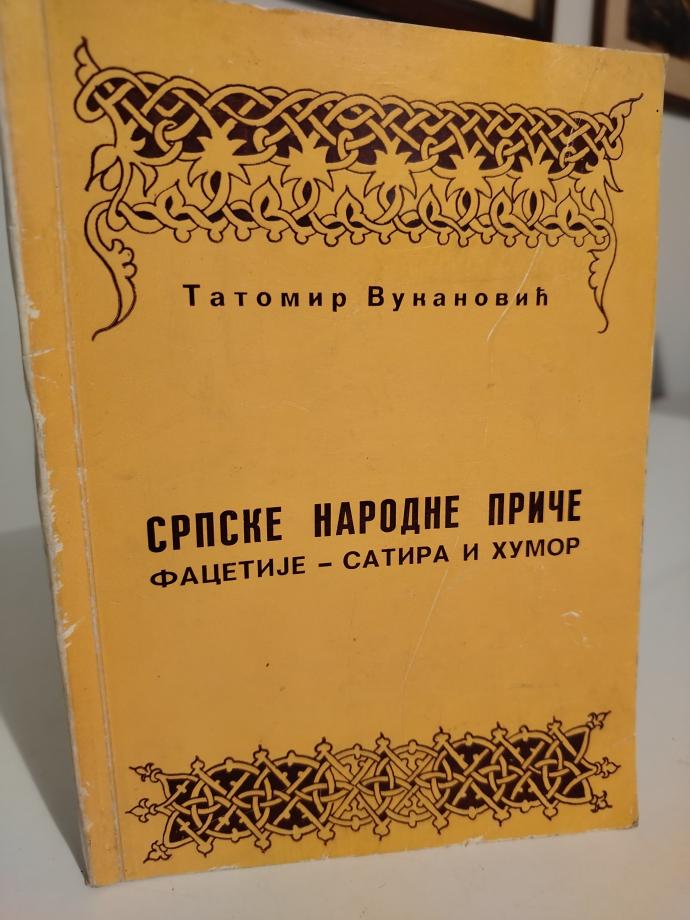 Татомир Вукановић
СРПСКЕ НАРОДНЕ ПРИЧЕ
ФАЦЕТИЈЕ – САТИРА И ХУМОР